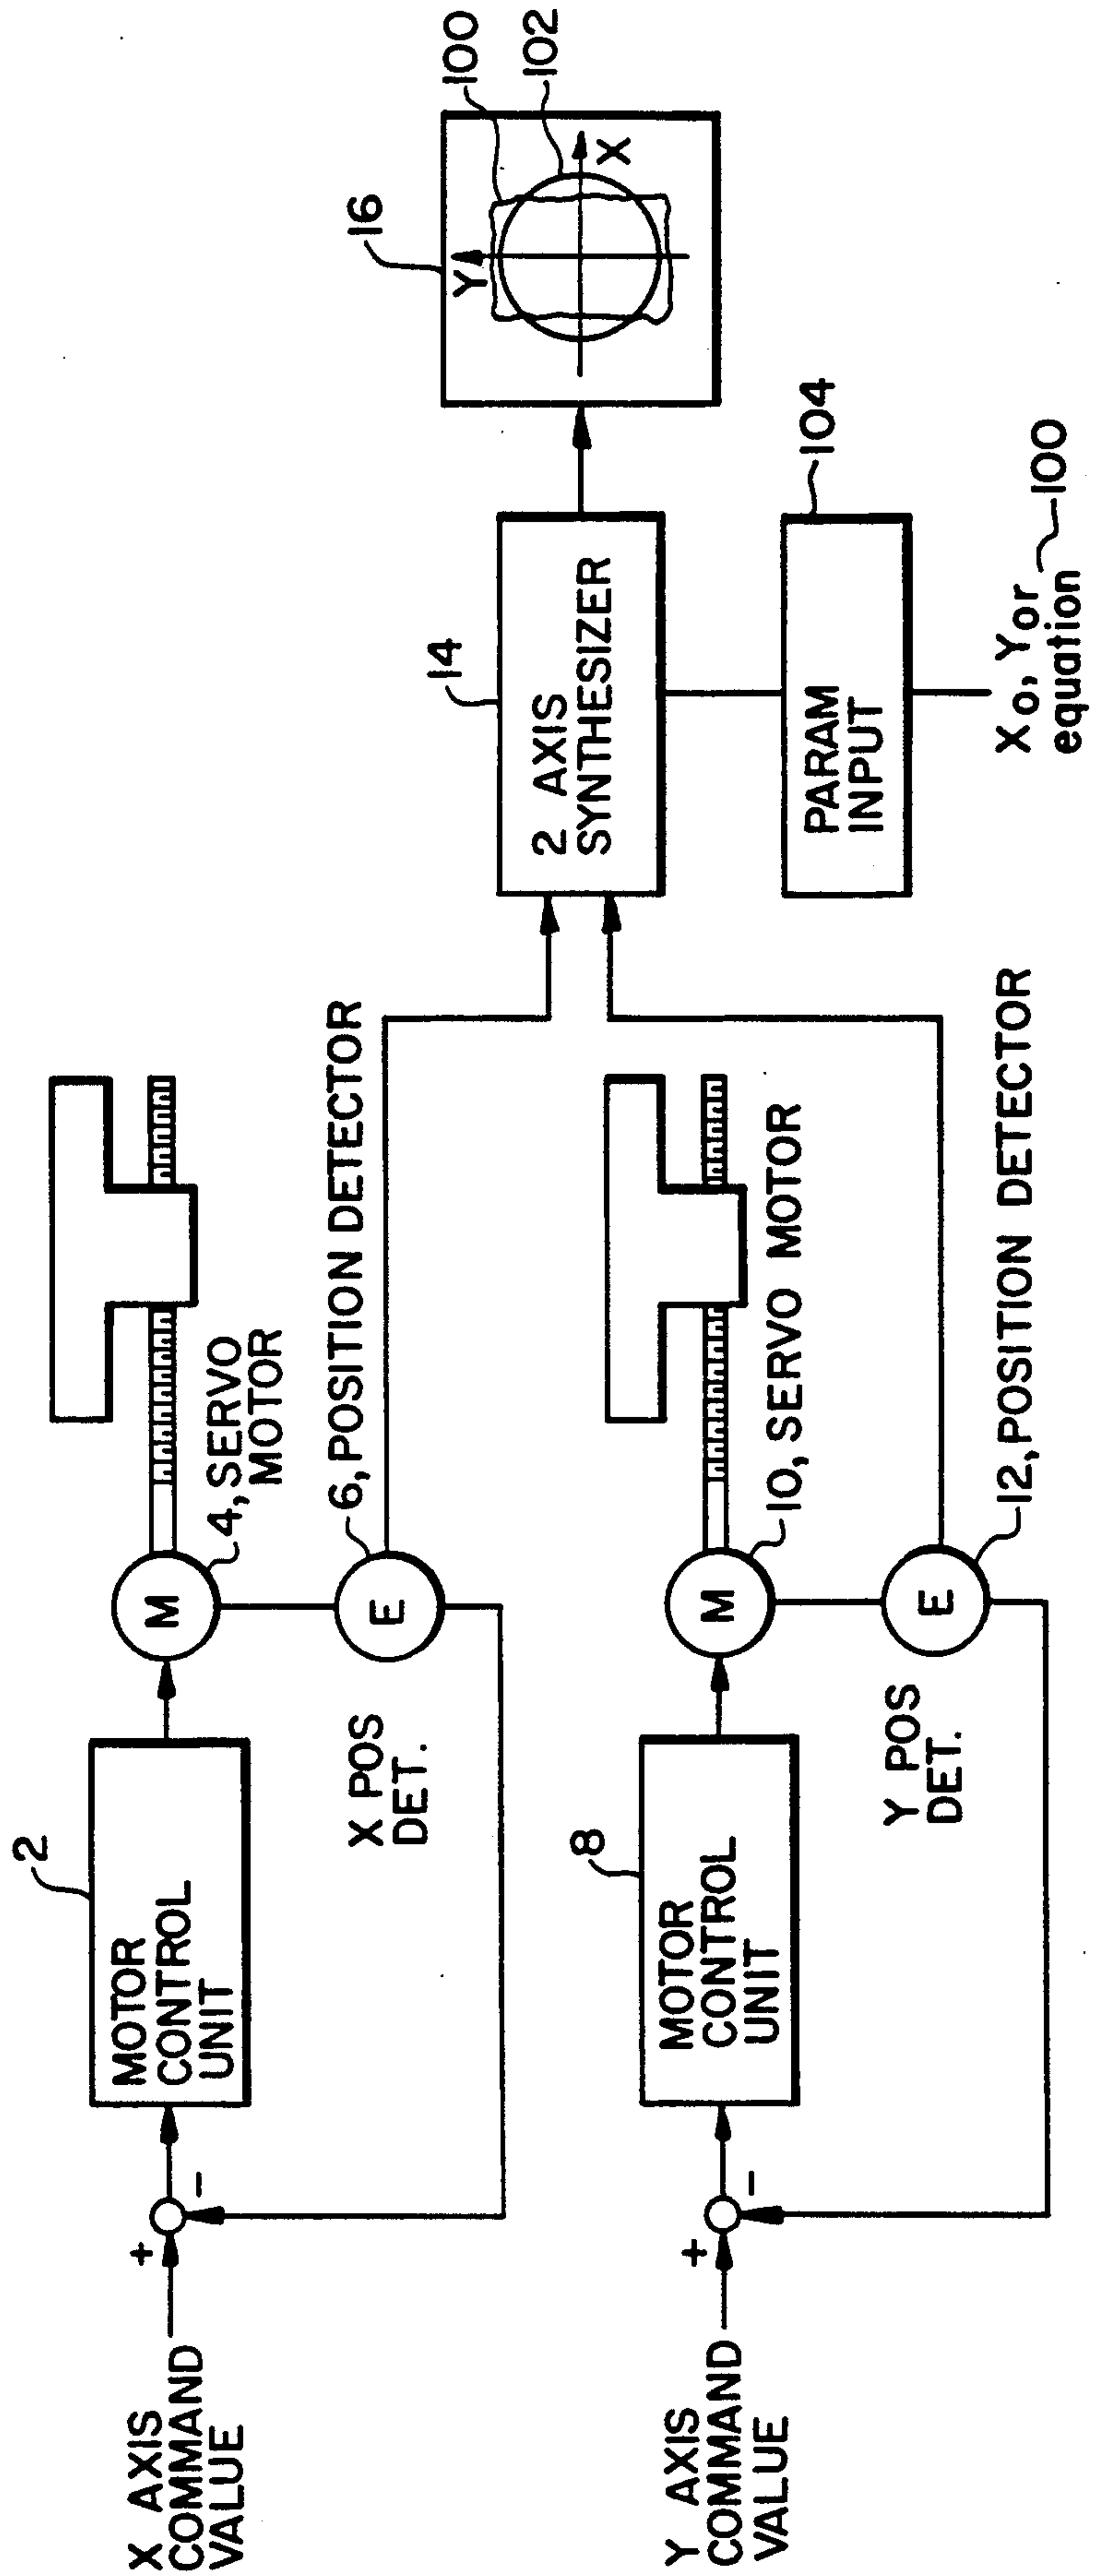 X AXIS
COMMAND
VALUE
+
-
2
MOTOR
CONTROL
UNIT
M
4, SERVO
MOTOR
X POS
DET.
E
6, POSITION DETECTOR
Y AXIS
COMMAND
VALUE
+
-
8
MOTOR
CONTROL
UNIT
M
10, SERVO MOTOR
Y POS
DET.
E
12, POSITION DETECTOR
14
2 AXIS
SYNTHESIZER
PARAM
INPUT
104
Xo, Yor
equation
100
16
Y
X
100
102